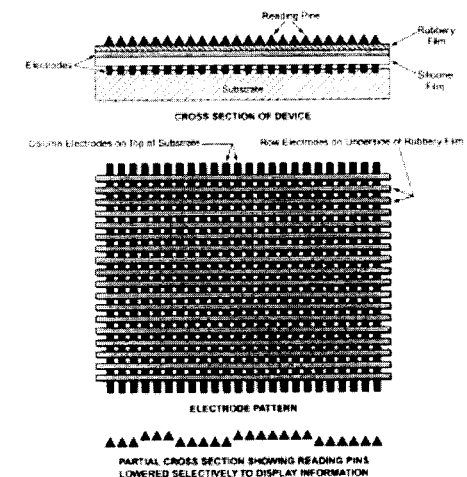 Reading Pins
Rubbery
Film
Electrodes
Silicone
Film
Substrate
CROSS SECTION OF DEVICE
Column Electrodes on Top of Substrate
Row Electrodes on Underside of Rubbery Film
ELECTRODE PATTERN
PARTIAL CROSS SECTION SHOWING READING PINS
LOWERED SELECTIVELY TO DISPLAY INFORMATION